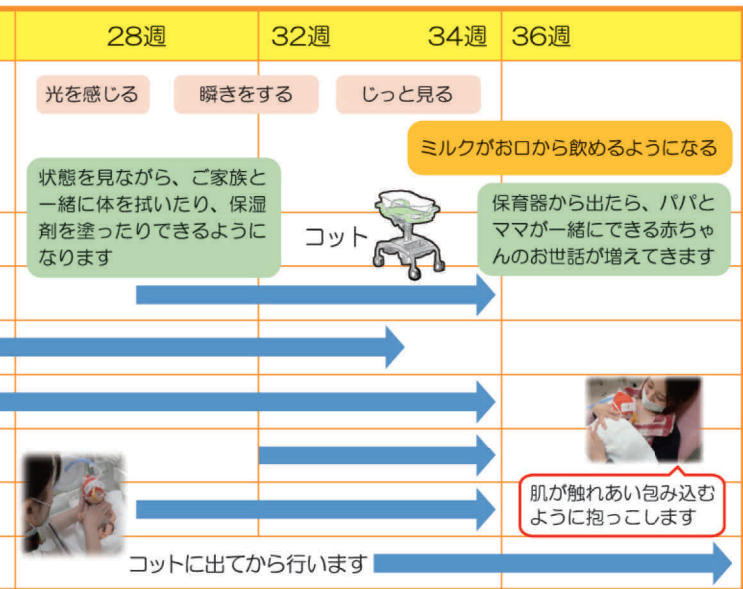 28週
32週
34週
36週
光を感じる
瞬きをする
じっと見る
ミルクがお口から飲めるようになる
状態を見ながら、ご家族と
一緒に体を拭いたり、保湿
剤を塗ったりできるように
なります
コット
保育器から出たら、パパと
ママが一緒にできる赤ちゃ
んのお世話が増えてきます
肌が触れあい包み込む
ように抱っこします
コットに出てから行います